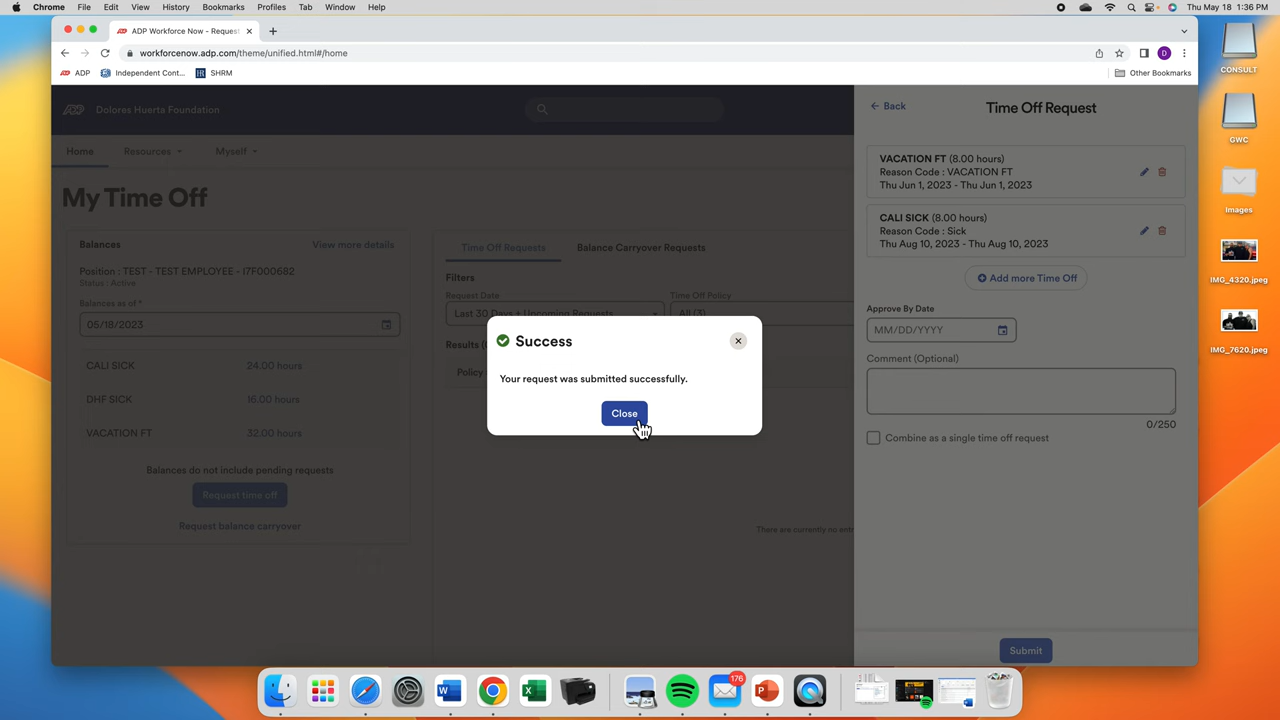 Chrome File Edit View History Bookmarks Profiles Tab Window Help Thu May 18 1:36 PM
ADP Workforce Now - Reques
workforcenow.adp.com/theme/unified.html#/home
ADP Independent Cont... SHRM Other Bookmarks
Dolores Huerta Foundation
Home Resources Myself
My Time Off
Balances View more details
Position : TEST - TEST EMPLOYEE - I7F000682
Status : Active
Balances as of *
05/18/2023
CALI SICK 24.00 hours
DHF SICK 16.00 hours
VACATION FT 32.00 hours
Balances do not include pending requests
Request time off
Request balance carryover
Time Off Requests Balance Carryover Requests
Filters
Request Date Time Off Policy
Last 30 Days + Upcoming Requests All (3)
Results (
Policy
There are currently no entr
Success
Your request was submitted successfully.
Close
Back Time Off Request
VACATION FT (8.00 hours)
Reason Code : VACATION FT
Thu Jun 1, 2023 - Thu Jun 1, 2023
CALI SICK (8.00 hours)
Reason Code : Sick
Thu Aug 10, 2023 - Thu Aug 10, 2023
Add more Time Off
Approve By Date
MM/DD/YYYY
Comment (Optional)
0/250
Combine as a single time off request
Submit
CONSULT
GWC
Images
IMG_4320.jpeg
IMG_7620.jpeg
176